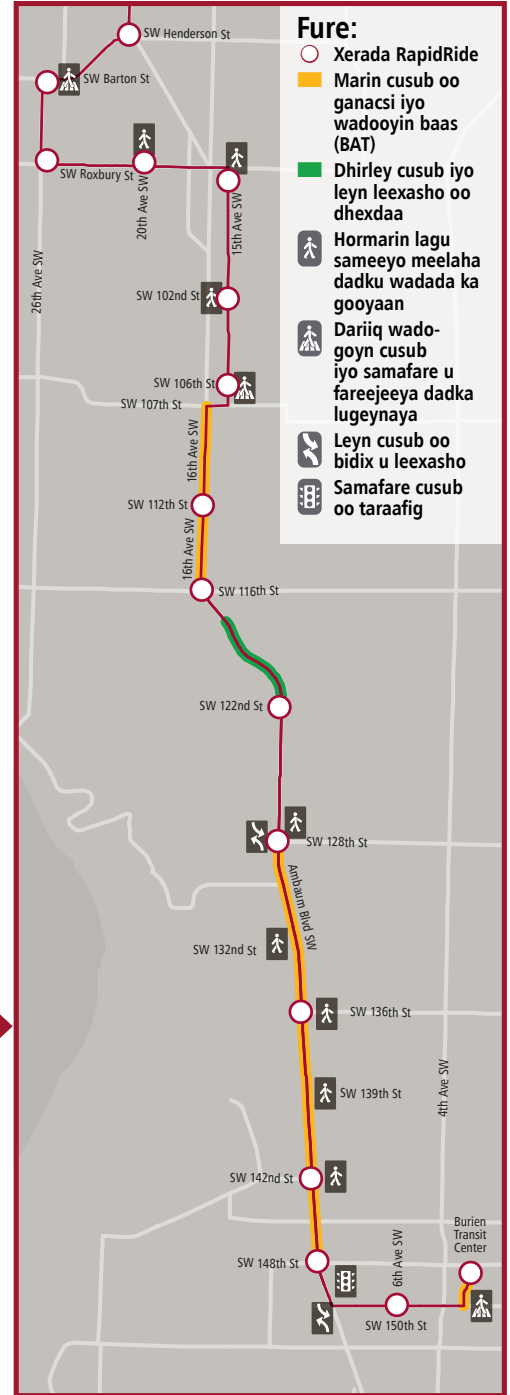 Fure:
Xerada RapidRide
Marin cusub oo
ganacsi iyo
wadooyin baas
(BAT)
Dhirley cusub iyo
leyn leexasho oo
dhexdaa
Hormarin lagu
sameeyo meelaha
dadku wadada ka
gooyaan
Dariiq wado-
goyn cusub
iyo samafare u
fareejeeya dadka
lugeynaya
Leyn cusub oo
bidix u leexasho
Samafare cusub
oo taraafig
SW Henderson St
SW Barton St
SW Roxbury St
20th Ave SW
15th Ave SW
26th Ave SW
SW 102nd St
SW 106th St
SW 107th St
16th Ave SW
SW 112th St
16th Ave SW
SW 116th St
SW 122nd St
SW 128th St
Ambaum Blvd SW
SW 132nd St
SW 136th St
4th Ave SW
SW 139th St
SW 142nd St
Burien
Transit
Center
SW 148th St
6th Ave SW
SW 150th St